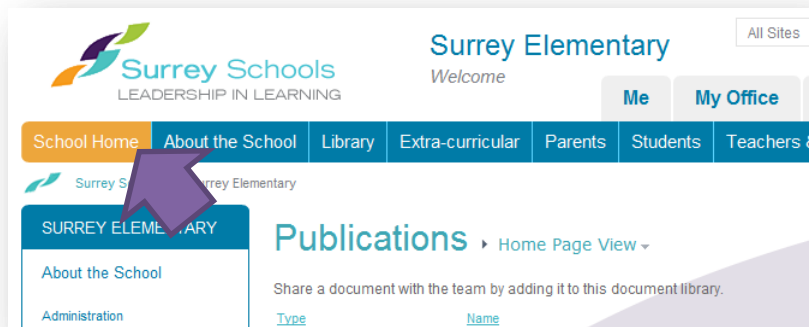 Surrey Schools
LEADERSHIP IN LEARNING
Surrey Elementary
Welcome
All Sites
Me
My Office
School Home
About the School
Library
Extra-curricular
Parents
Students
Teachers &
Surrey
Surrey Elementary
SURREY ELEMENTARY
About the School
Administration
Publications
Home Page View
Share a document with the team by adding it to this document library.
Type
Name